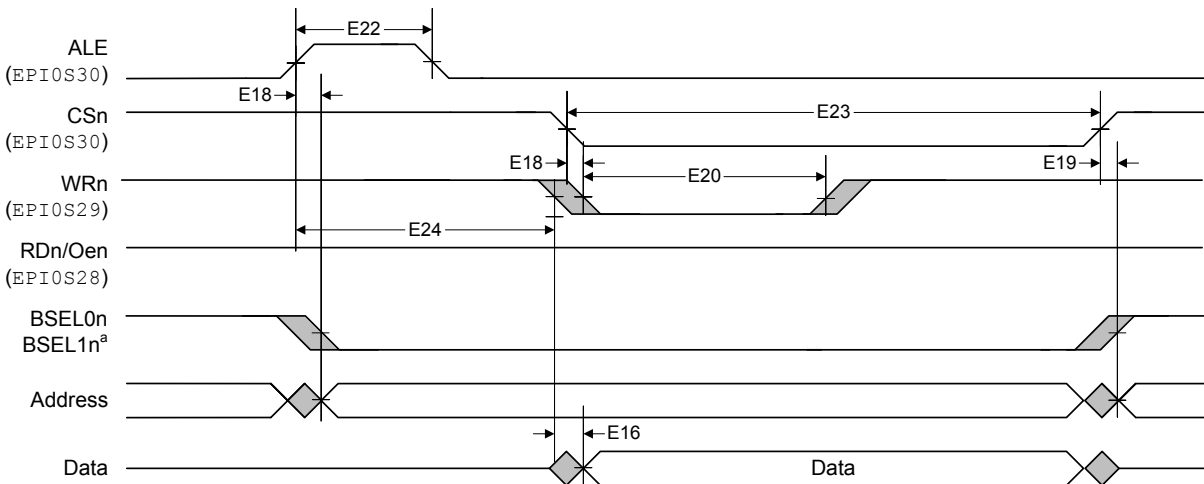 E22
ALE
(EPI0S30)
E18
CSn
E23
(EPI0S30)
E18
E19
WRn
E20
(EPI0S29)
E24
RDn/Oen
(EPI0S28)
BSEL0n
BSEL1nª
Address
E16
Data
Data